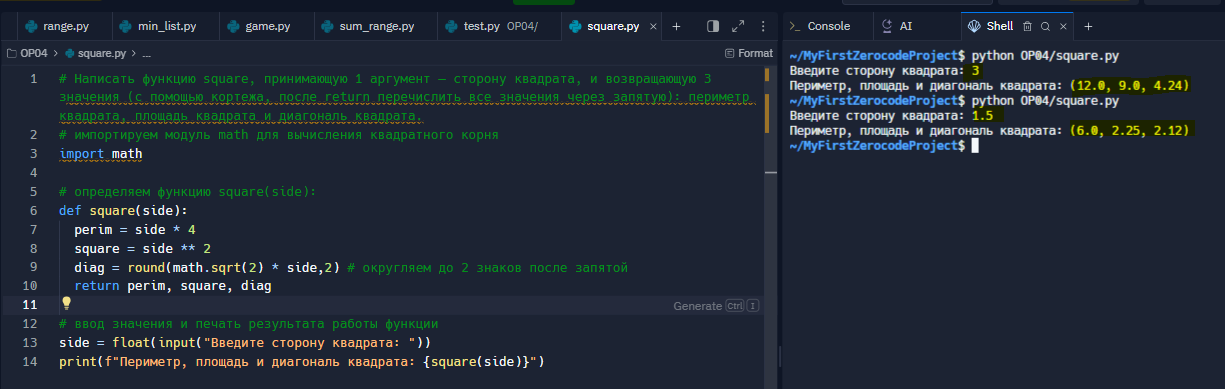 range.py min_list.py game.py sum_range.py test.py OP04/ square.py × +
OP04 > square.py > ...
Format
1 # Написать функцию square, принимающую 1 аргумент — сторону квадрата, и возвращающую 3
значения (с помощью кортежа, после return перечислить все значения через запятую): периметр
квадрата, площадь квадрата и диагональ квадрата.
2 # импортируем модуль math для вычисления квадратного корня
3 import math
4
5 # определяем функцию square(side):
6 def square(side):
7 perim = side * 4
8 square = side ** 2
9 diag = round(math.sqrt(2) * side,2) # округляем до 2 знаков после запятой
10 return perim, square, diag
11 Generate Ctrl I
12 # ввод значения и печать результата работы функции
13 side = float(input("Введите сторону квадрата: "))
14 print(f"Периметр, площадь и диагональ квадрата: {square(side)}")
>_ Console AI Shell × +
~/MyFirstZerocodeProject$ python OP04/square.py
Введите сторону квадрата: 3
Периметр, площадь и диагональ квадрата: (12.0, 9.0, 4.24)
~/MyFirstZerocodeProject$ python OP04/square.py
Введите сторону квадрата: 1.5
Периметр, площадь и диагональ квадрата: (6.0, 2.25, 2.12)
~/MyFirstZerocodeProject$